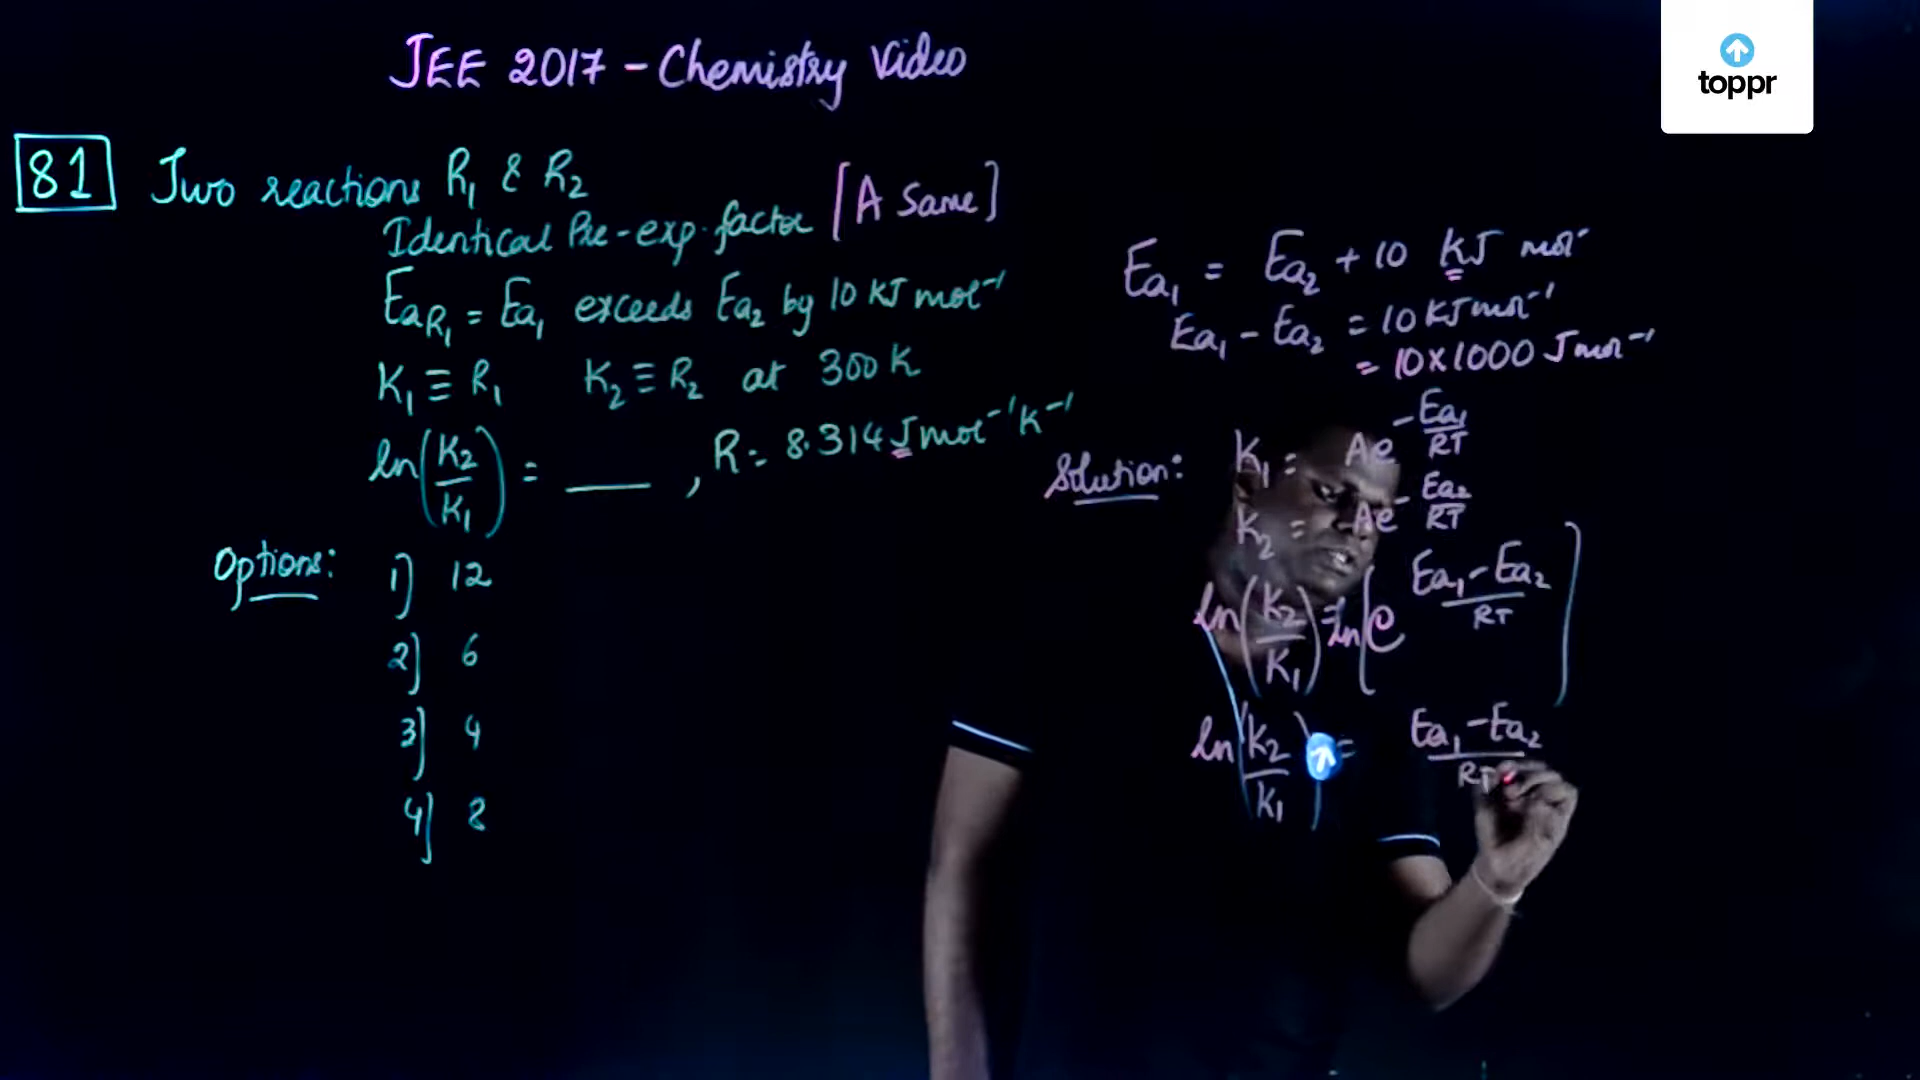 JEE 2017 - Chemistry Video
toppr
81 Two reactions R₁ & R₂
Identical Pre-exp. factor [A Same]
EaR₁ = Ea₁ exceeds Ea₂ by 10 KJ mol⁻¹
K₁ ≡ R₁ K₂ ≡ R₂ at 300 K
ln(K₂/K₁) = ____ , R = 8.314 J mol⁻¹ K⁻¹
Options: 1) 12
2) 6
3) 4
4) 8
Ea₁ = Ea₂ + 10 KJ mol⁻
Ea₁ - Ea₂ = 10 KJ mol⁻¹
= 10 x 1000 J mol⁻¹
Solution: K₁ = Ae^(-Ea₁/RT)
K₂ = Ae^(-Ea₂/RT)
ln(K₂/K₁) = ln(e^((Ea₁ - Ea₂)/RT))
ln(K₂/K₁) = (Ea₁ - Ea₂)/RT